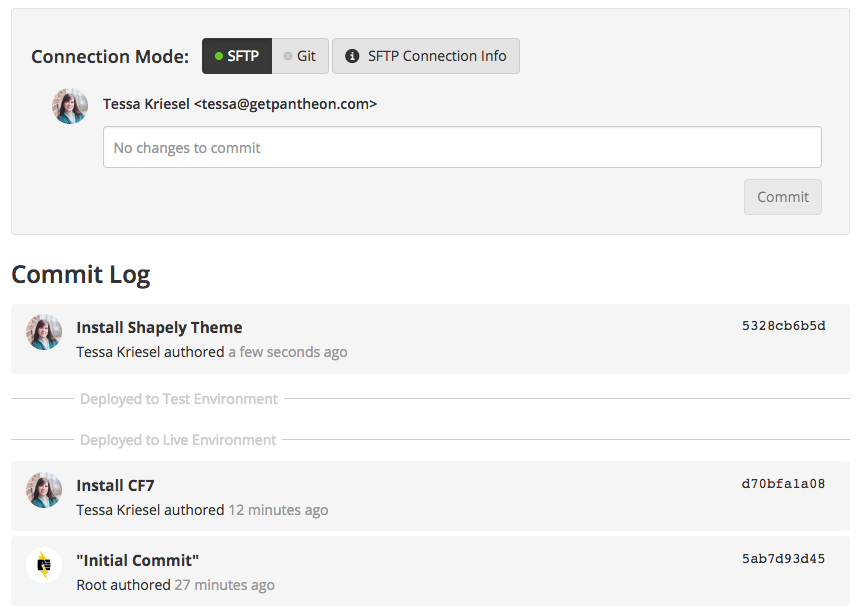 Connection Mode: SFTP Git SFTP Connection Info
Tessa Kriesel <tessa@getpantheon.com>
No changes to commit
Commit
Commit Log
Install Shapely Theme 5328cb6b5d
Tessa Kriesel authored a few seconds ago
Deployed to Test Environment
Deployed to Live Environment
Install CF7 d70bfa1a08
Tessa Kriesel authored 12 minutes ago
"Initial Commit" 5ab7d93d45
Root authored 27 minutes ago